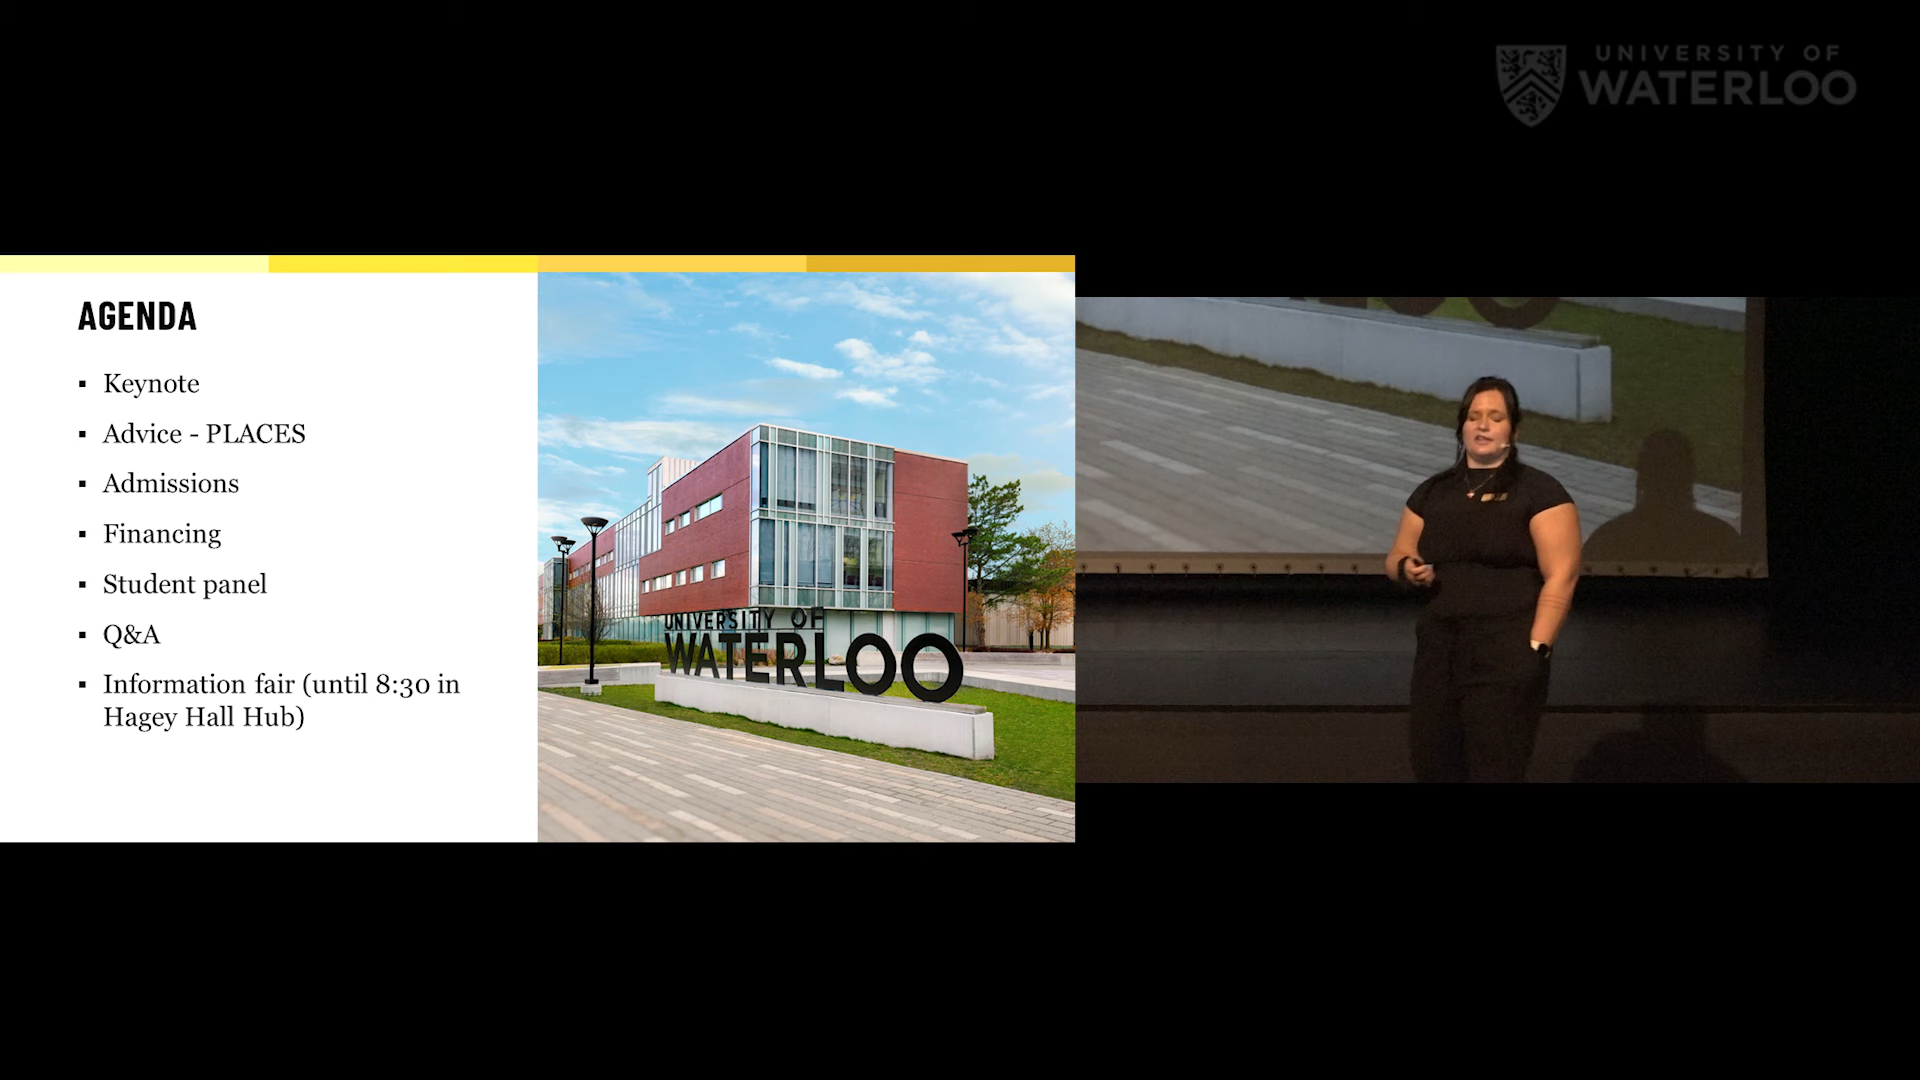 UNIVERSITY OF
WATERLOO
AGENDA
▪ Keynote
▪ Advice - PLACES
▪ Admissions
▪ Financing
▪ Student panel
▪ Q&A
▪ Information fair (until 8:30 in
Hagey Hall Hub)
UNIVERSITY OF
WATERLOO